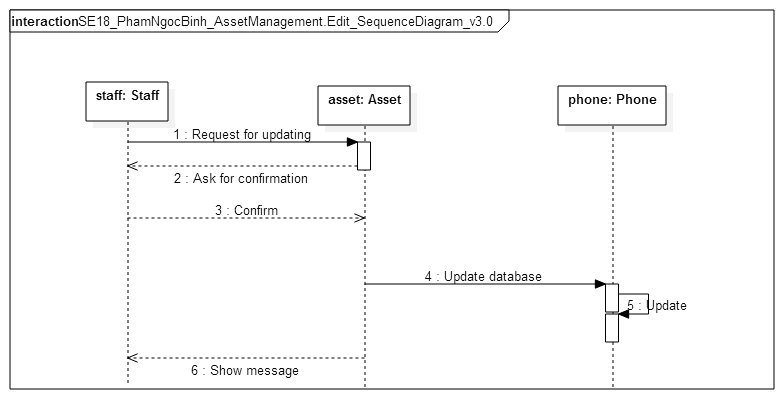 interactionSE18_PhamNgocBinh_AssetManagement.Edit_SequenceDiagram_v3.0
staff: Staff
asset: Asset
phone: Phone
1 : Request for updating
2 : Ask for confirmation
3 : Confirm
4 : Update database
5 : Update
6 : Show message